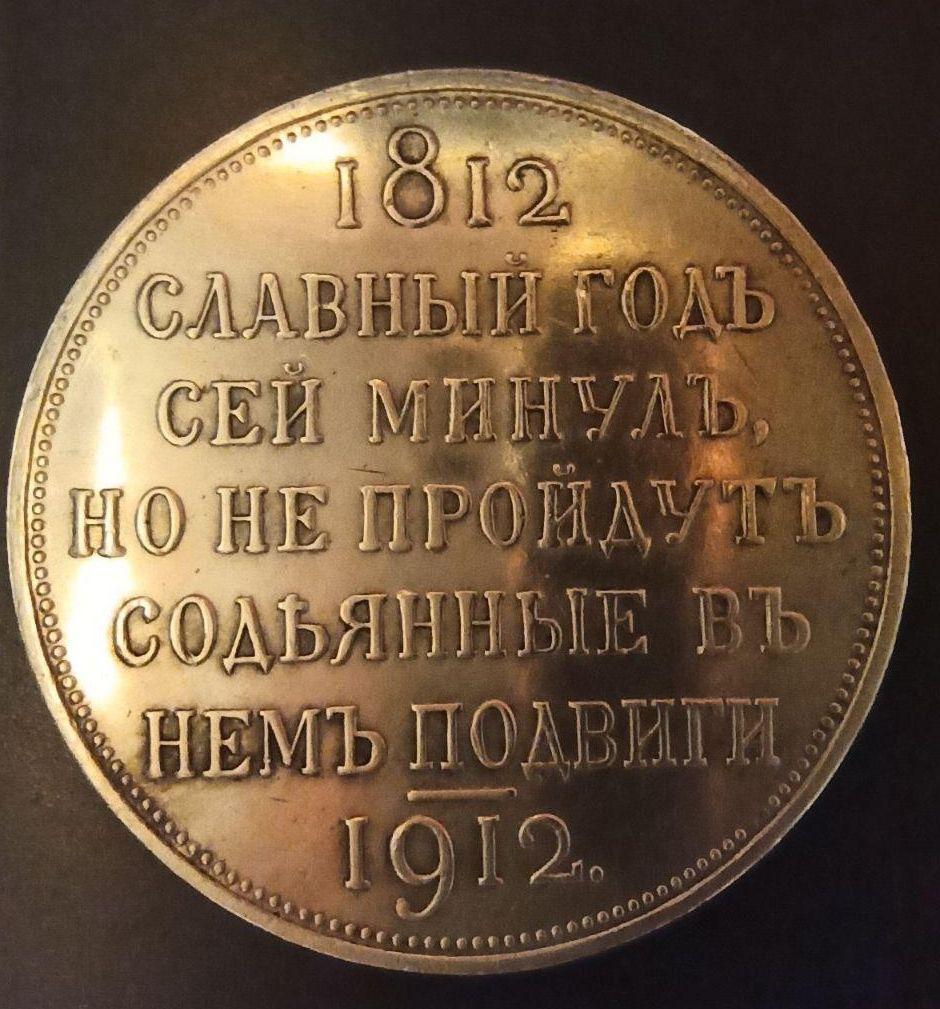 1812
СЛАВНЫЙ ГОДЪ
СЕЙ МИНУЛЪ,
НО НЕ ПРОЙДУТЪ
СОДѢЯННЫЕ ВЪ
НЕМЪ ПОДВИГИ
1912.